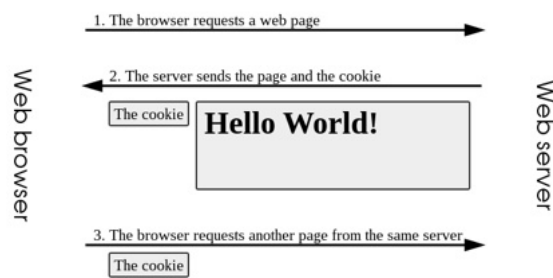 1. The browser requests a web page
2. The server sends the page and the cookie
Web browser
The cookie
Hello World!
Web server
3. The browser requests another page from the same server
The cookie